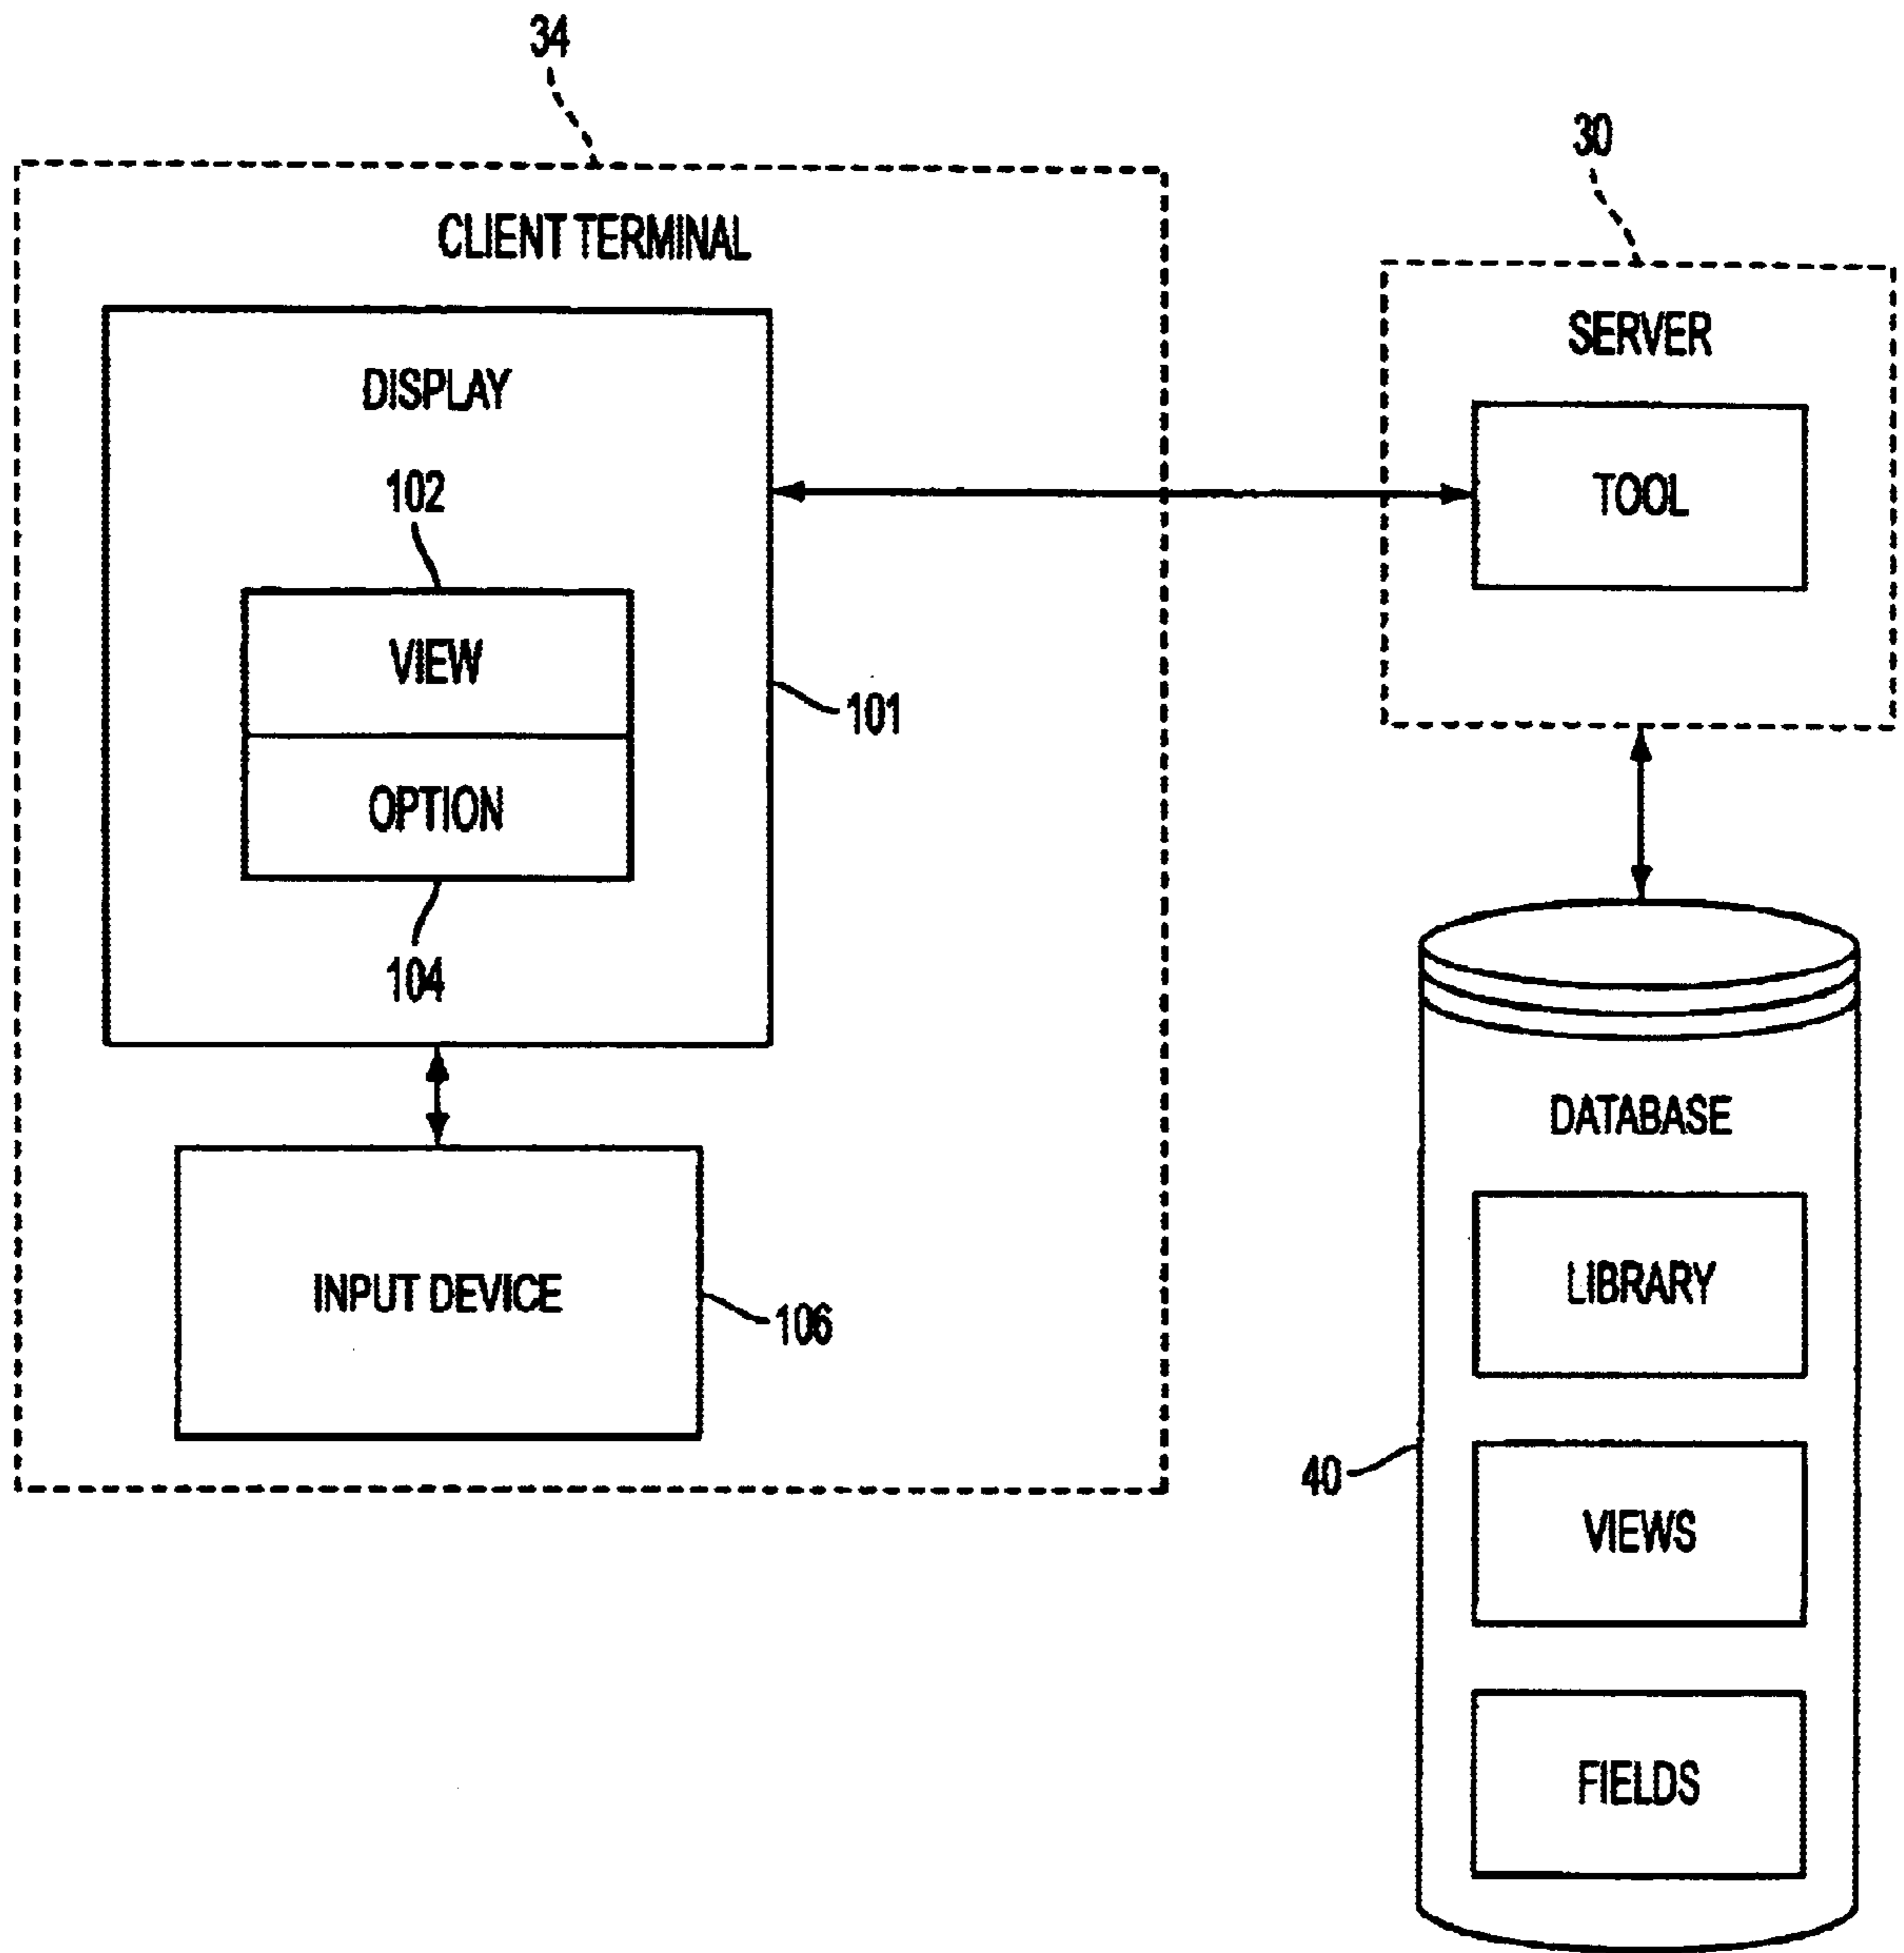 34
30
CLIENT TERMINAL
SERVER
DISPLAY
102
TOOL
VIEW
101
OPTION
104
DATABASE
INPUT DEVICE
106
LIBRARY
40
VIEWS
FIELDS